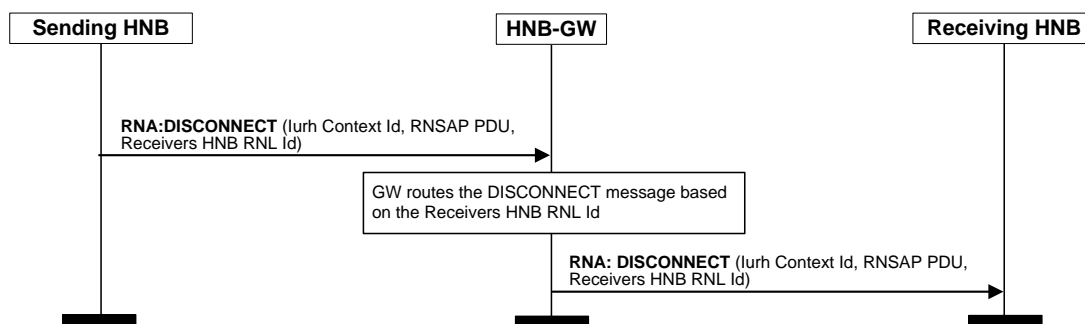 Sending HNB
HNB-GW
Receiving HNB
RNA:DISCONNECT (Iurh Context Id, RNSAP PDU,
Receivers HNB RNL Id)
GW routes the DISCONNECT message based
on the Receivers HNB RNL Id
RNA: DISCONNECT (Iurh Context Id, RNSAP PDU,
Receivers HNB RNL Id)